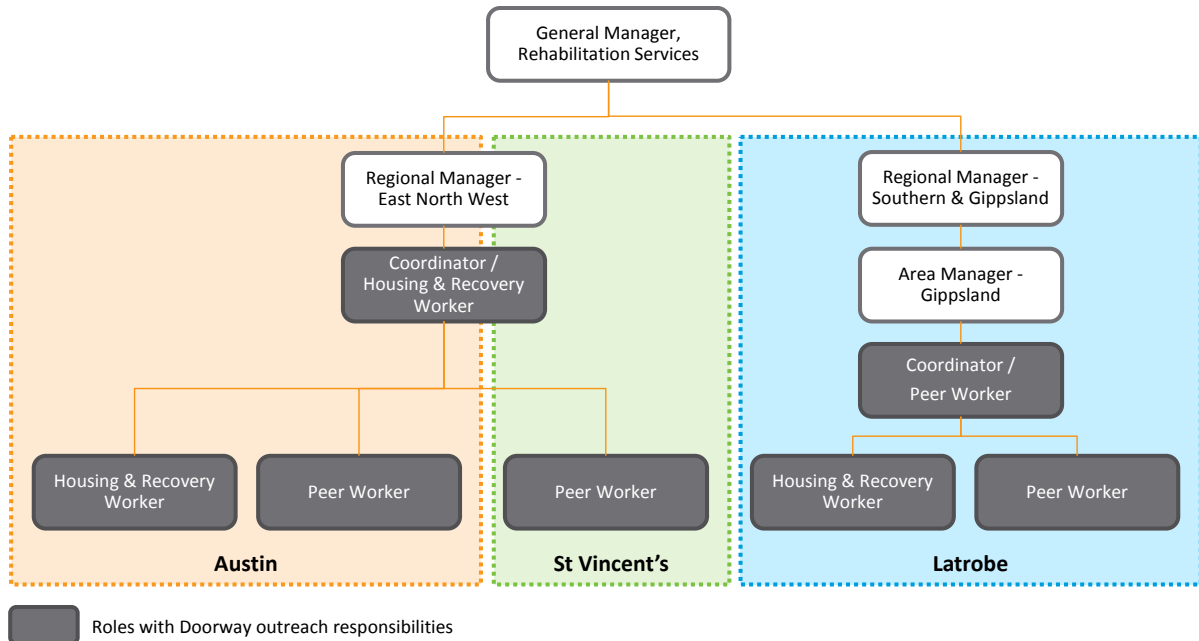 General Manager,
Rehabilitation Services
Regional Manager -
East North West
Regional Manager -
Southern & Gippsland
Coordinator /
Housing & Recovery
Worker
Area Manager -
Gippsland
Coordinator /
Peer Worker
Housing & Recovery
Worker
Peer Worker
Peer Worker
Housing & Recovery
Worker
Peer Worker
Austin
St Vincent’s
Latrobe
Roles with Doorway outreach responsibilities